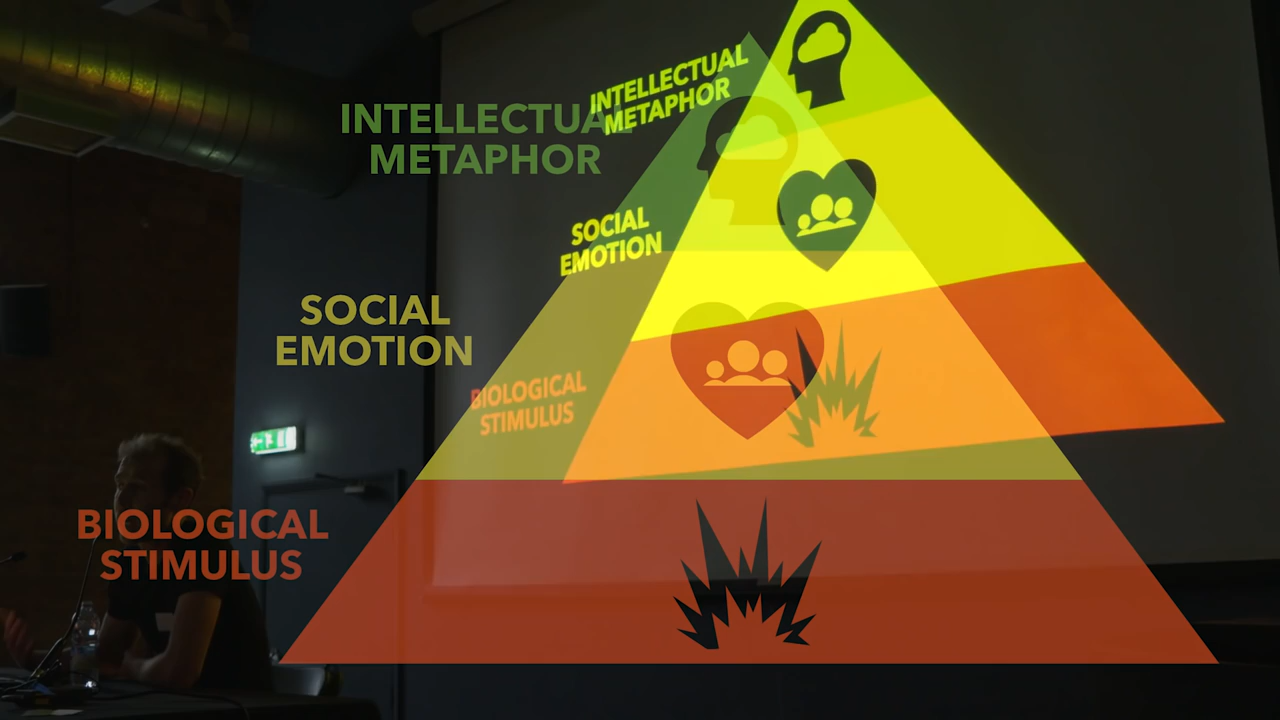 INTELLECTUAL
METAPHOR
INTELLECTUAL
METAPHOR
SOCIAL
EMOTION
SOCIAL
EMOTION
BIOLOGICAL
STIMULUS
BIOLOGICAL
STIMULUS